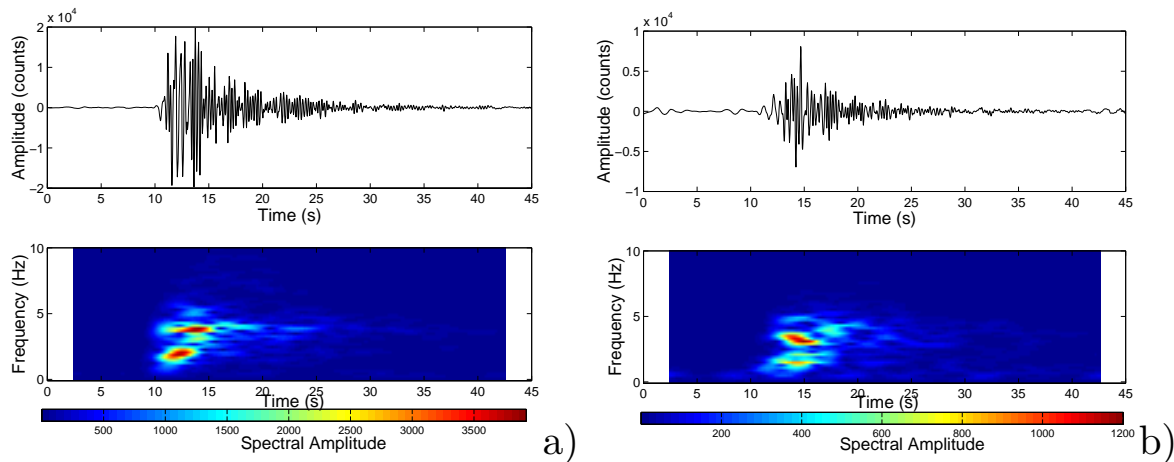 x 10⁴
2
1
0
−1
−2
Amplitude (counts)
0 5 10 15 20 25 30 35 40 45
Time (s)
10
5
0
Frequency (Hz)
0 5 10 15 20 25 30 35 40 45
Time (s)
500 1000 1500 2000 2500 3000 3500
Spectral Amplitude
a)
x 10⁴
1
0.5
0
−0.5
−1
Amplitude (counts)
0 5 10 15 20 25 30 35 40 45
Time (s)
10
5
0
Frequency (Hz)
0 5 10 15 20 25 30 35 40 45
Time (s)
200 400 600 800 1000 1200
Spectral Amplitude
b)